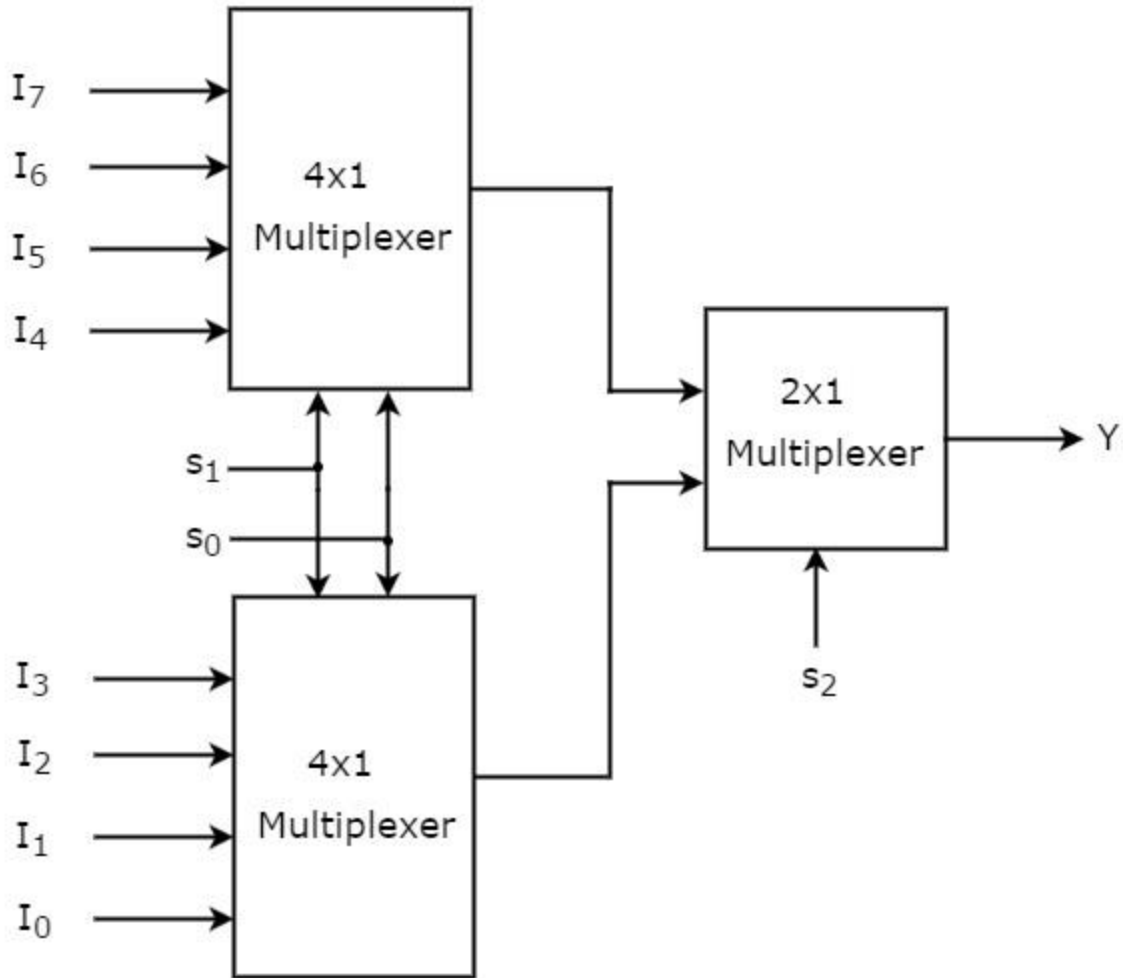 I₇
I₆
I₅
I₄
4x1
Multiplexer
s₁
s₀
I₃
I₂
I₁
I₀
4x1
Multiplexer
2x1
Multiplexer
s₂
Y